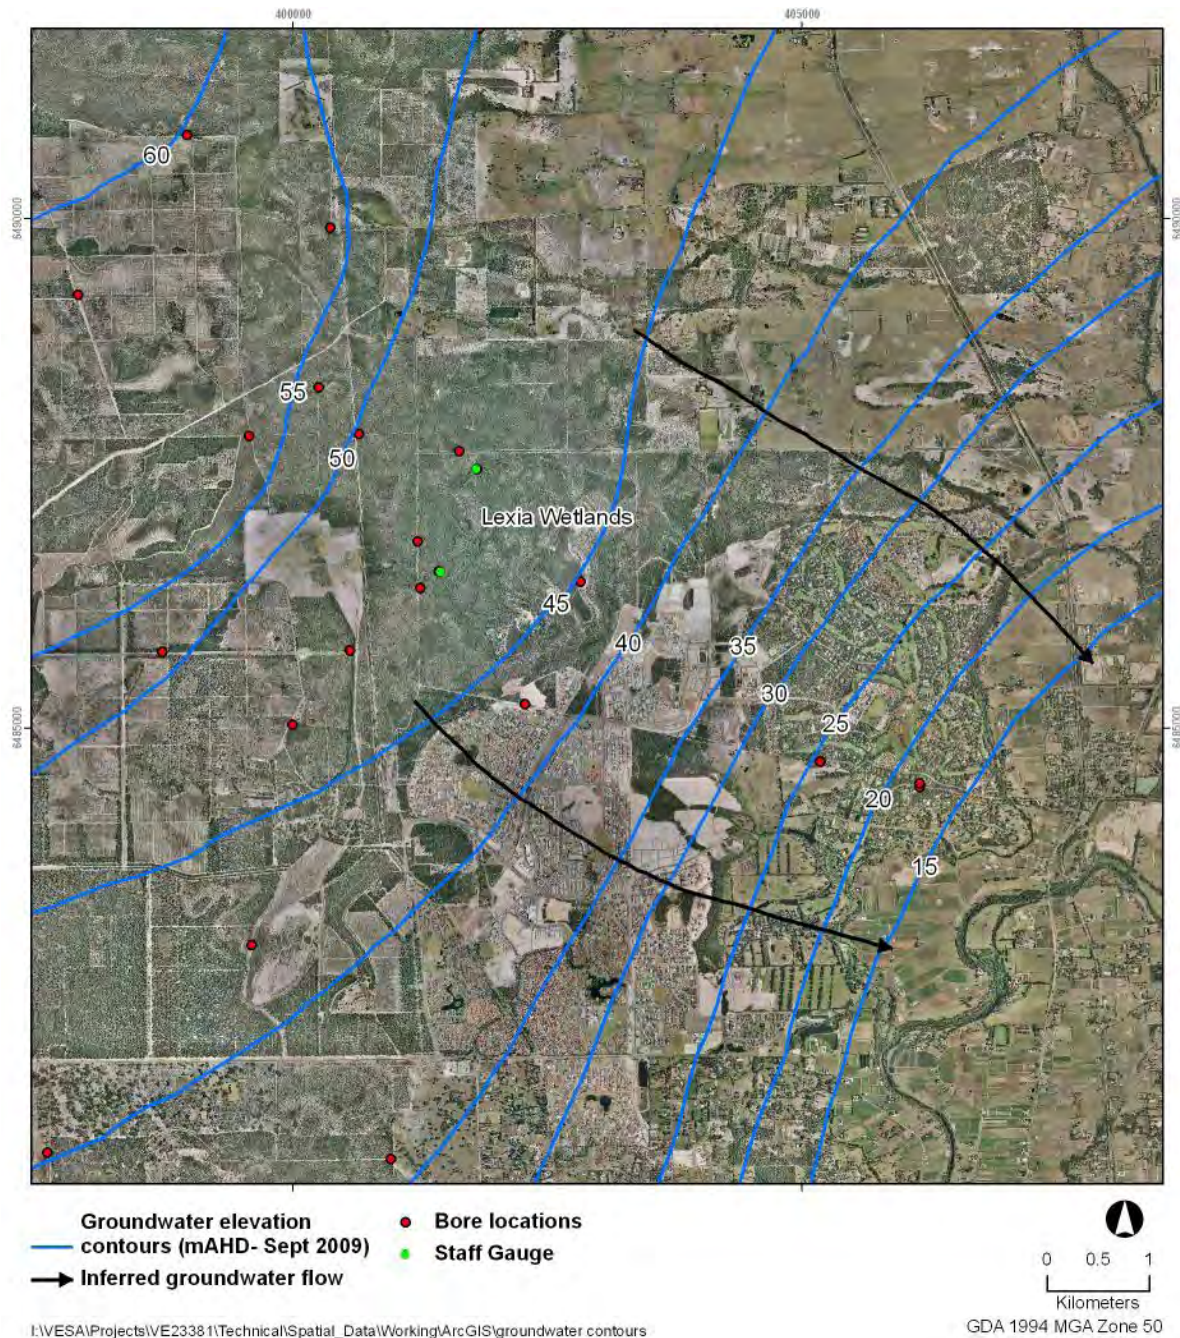 400000
405000
60
6490000
6490000
55
50
Lexia Wetlands
45
40
35
30
25
6485000
6485000
20
15
Groundwater elevation
contours (mAHD- Sept 2009)
Inferred groundwater flow
Bore locations
Staff Gauge
0 0.5 1
Kilometers
GDA 1994 MGA Zone 50
I:\VESA\Projects\VE23381\Technical\Spatial_Data\Working\ArcGIS\groundwater contours